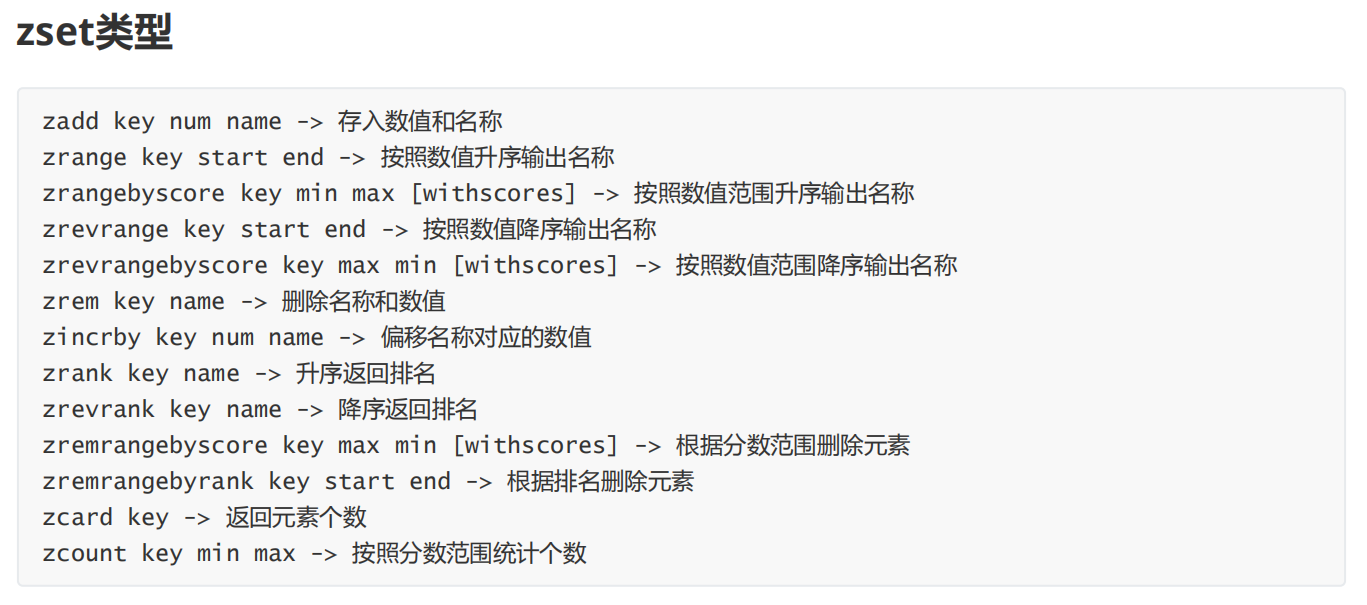 zset类型
zadd key num name -> 存入数值和名称
zrange key start end -> 按照数值升序输出名称
zrangebyscore key min max [withscores] -> 按照数值范围升序输出名称
zrevrange key start end -> 按照数值降序输出名称
zrevrangebyscore key max min [withscores] -> 按照数值范围降序输出名称
zrem key name -> 删除名称和数值
zincrby key num name -> 偏移名称对应的数值
zrank key name -> 升序返回排名
zrevrank key name -> 降序返回排名
zremrangebyscore key max min [withscores] -> 根据分数范围删除元素
zremrangebyrank key start end -> 根据排名删除元素
zcard key -> 返回元素个数
zcount key min max -> 按照分数范围统计个数